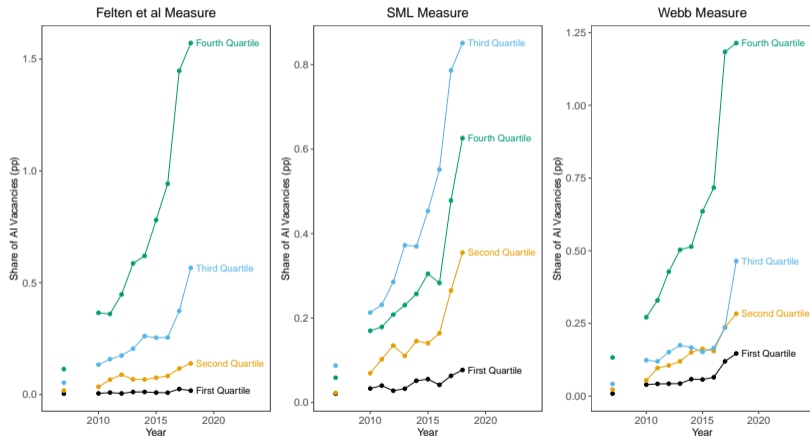 Felten et al Measure
Share of AI Vacancies (pp)
1.5
1.0
0.5
0.0
Fourth Quartile
Third Quartile
Second Quartile
First Quartile
2010 2015 2020
Year
SML Measure
Share of AI Vacancies (pp)
0.8
0.6
0.4
0.2
0.0
Third Quartile
Fourth Quartile
Second Quartile
First Quartile
2010 2015 2020
Year
Webb Measure
Share of AI Vacancies (pp)
1.25
1.00
0.75
0.50
0.25
0.00
Fourth Quartile
Third Quartile
Second Quartile
First Quartile
2010 2015 2020
Year